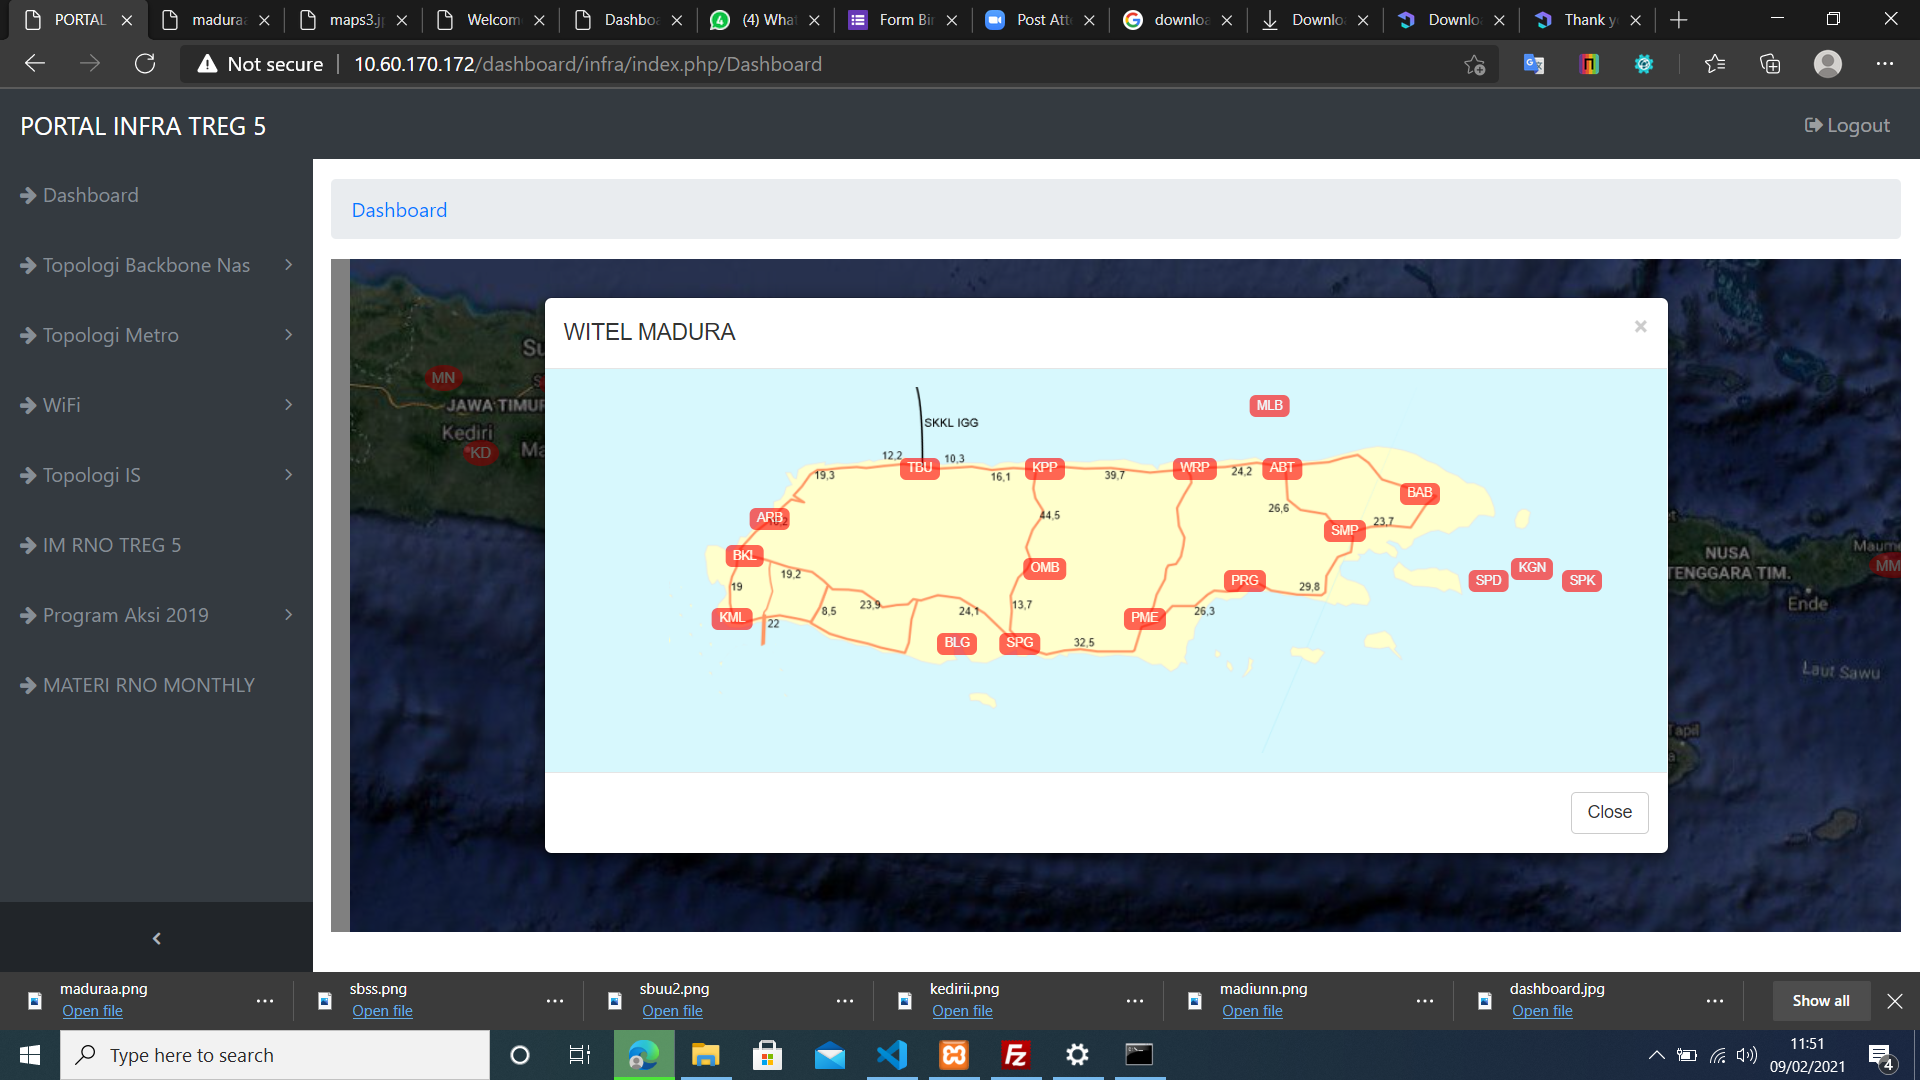 PORTAL
madura
maps3.j
Welcom
Dashbo
(4) What
Form Bi
Post Att
downlo
Downlo
Downlo
Thank y
Not secure
10.60.170.172/dashboard/infra/index.php/Dashboard
PORTAL INFRA TREG 5
Logout
Dashboard
Topologi Backbone Nas
Topologi Metro
WiFi
Topologi IS
IM RNO TREG 5
Program Aksi 2019
MATERI RNO MONTHLY
Dashboard
Su
MN
S
JAWA TIMUR
Kediri
KD
Ma
NUSA
TENGGARA TIM.
Maume
MM
Ende
Laut Sawu
WITEL MADURA
×
SKKL IGG
MLB
12,2
TBU
10,3
19,3
16,1
KPP
39,7
WRP
24,2
ABT
BAB
26,6
44,5
ARB
SMP
23,7
BKL
19,2
19
OMB
PRG
29,8
SPD
KGN
SPK
KML
22
8,5
23,9
24,1
13,7
PME
26,3
BLG
SPG
32,5
Close
maduraa.png
Open file
sbss.png
Open file
sbuu2.png
Open file
kedirii.png
Open file
madiunn.png
Open file
dashboard.jpg
Open file
Show all
Type here to search
11:51
09/02/2021
4